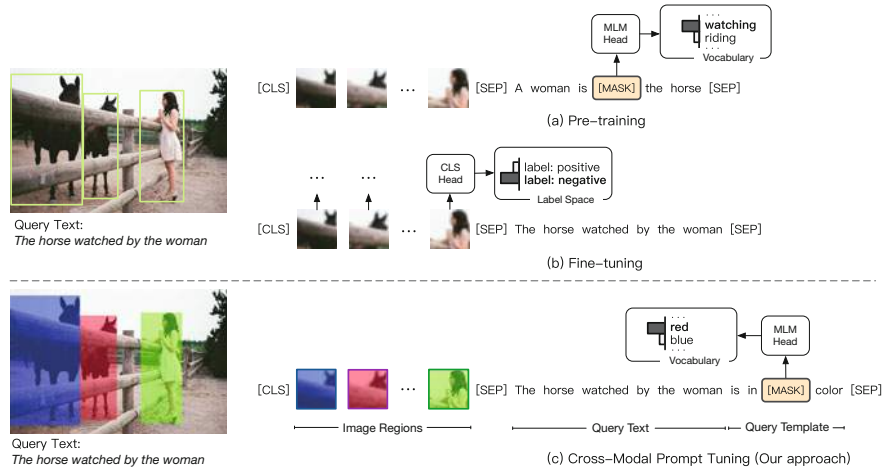 MLM
Head
. . .
watching
riding
. . .
Vocabulary
[CLS] ... [SEP] A woman is [MASK] the horse [SEP]
(a) Pre-training
... ...
CLS
Head
label: positive
label: negative
Label Space
Query Text:
The horse watched by the woman
[CLS] ... [SEP] The horse watched by the woman [SEP]
(b) Fine-tuning
. . .
red
blue
. . .
Vocabulary
MLM
Head
[CLS] ... [SEP] The horse watched by the woman is in [MASK] color [SEP]
Image Regions
Query Text
Query Template
Query Text:
The horse watched by the woman
(c) Cross-Modal Prompt Tuning (Our approach)